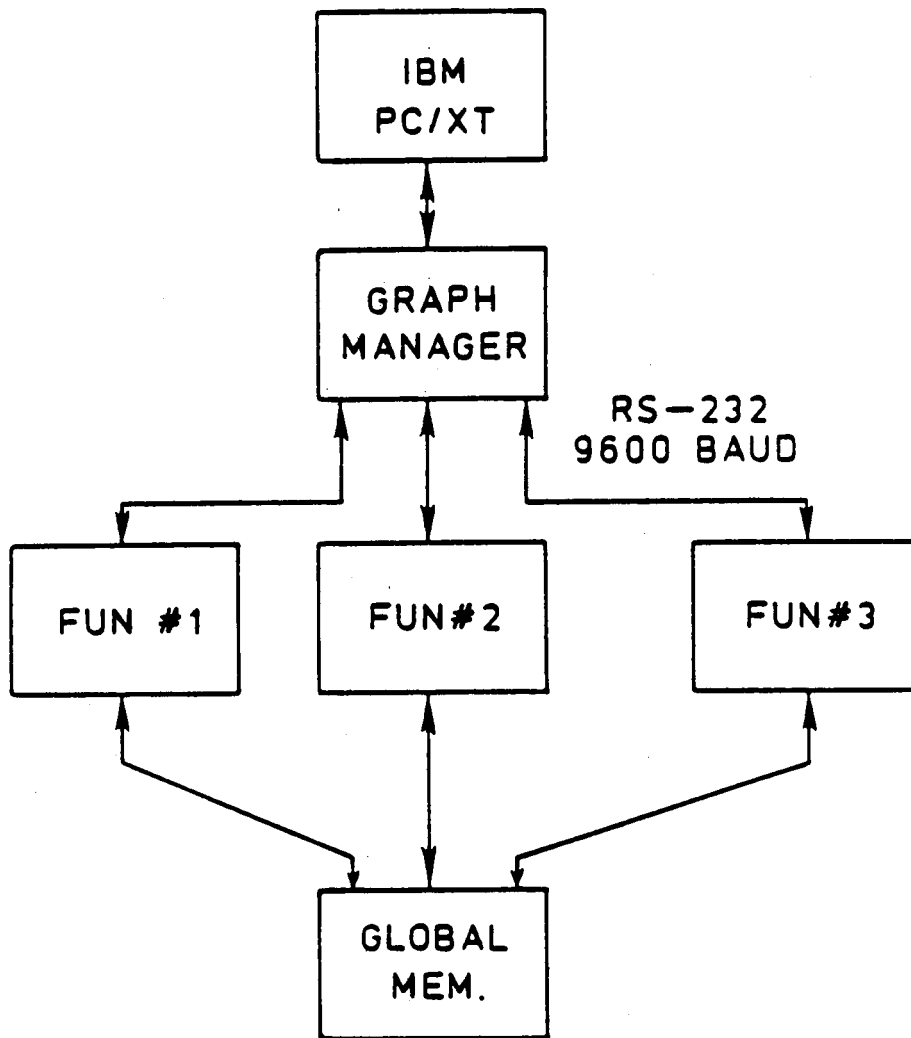 IBM
PC/XT
GRAPH
MANAGER
RS-232
9600 BAUD
FUN #1
FUN#2
FUN#3
GLOBAL
MEM.